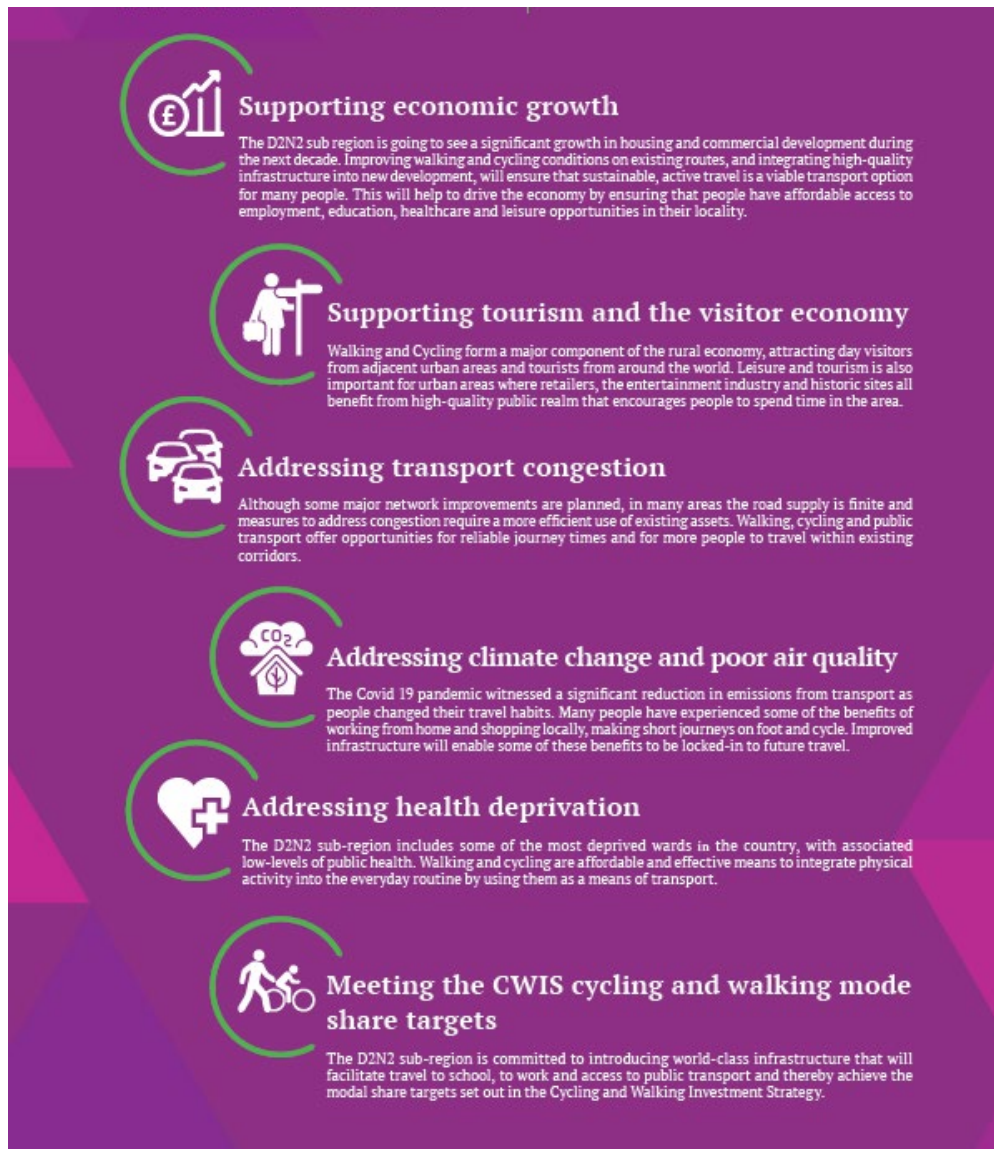 £
Supporting economic growth
The D2N2 sub region is going to see a significant growth in housing and commercial development during
the next decade. Improving walking and cycling conditions on existing routes, and integrating high-quality
infrastructure into new development, will ensure that sustainable, active travel is a viable transport option
for many people. This will help to drive the economy by ensuring that people have affordable access to
employment, education, healthcare and leisure opportunities in their locality.
Supporting tourism and the visitor economy
Walking and Cycling form a major component of the rural economy, attracting day visitors
from adjacent urban areas and tourists from around the world. Leisure and tourism is also
important for urban areas where retailers, the entertainment industry and historic sites all
benefit from high-quality public realm that encourages people to spend time in the area.
Addressing transport congestion
Although some major network improvements are planned, in many areas the road supply is finite and
measures to address congestion require a more efficient use of existing assets. Walking, cycling and public
transport offer opportunities for reliable journey times and for more people to travel within existing
corridors.
CO2
Addressing climate change and poor air quality
The Covid 19 pandemic witnessed a significant reduction in emissions from transport as
people changed their travel habits. Many people have experienced some of the benefits of
working from home and shopping locally, making short journeys on foot and cycle. Improved
infrastructure will enable some of these benefits to be locked-in to future travel.
Addressing health deprivation
The D2N2 sub-region includes some of the most deprived wards in the country, with associated
low-levels of public health. Walking and cycling are affordable and effective means to integrate physical
activity into the everyday routine by using them as a means of transport.
Meeting the CWIS cycling and walking mode
share targets
The D2N2 sub-region is committed to introducing world-class infrastructure that will
facilitate travel to school, to work and access to public transport and thereby achieve the
modal share targets set out in the Cycling and Walking Investment Strategy.